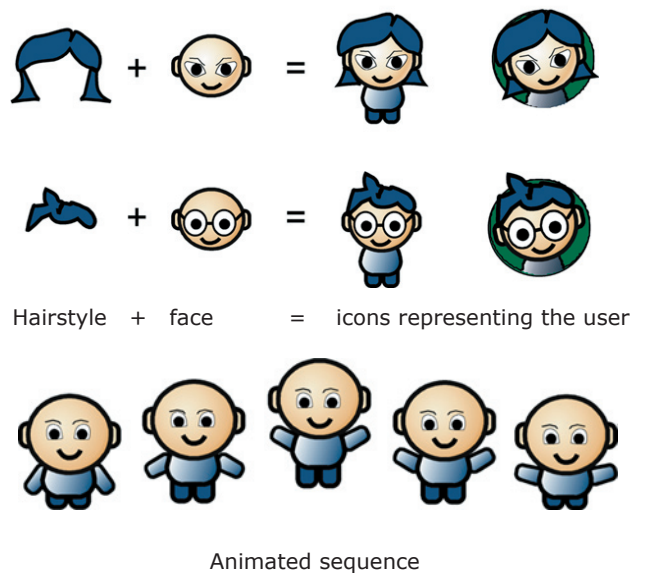 + =
+ =
Hairstyle + face = icons representing the user
Animated sequence